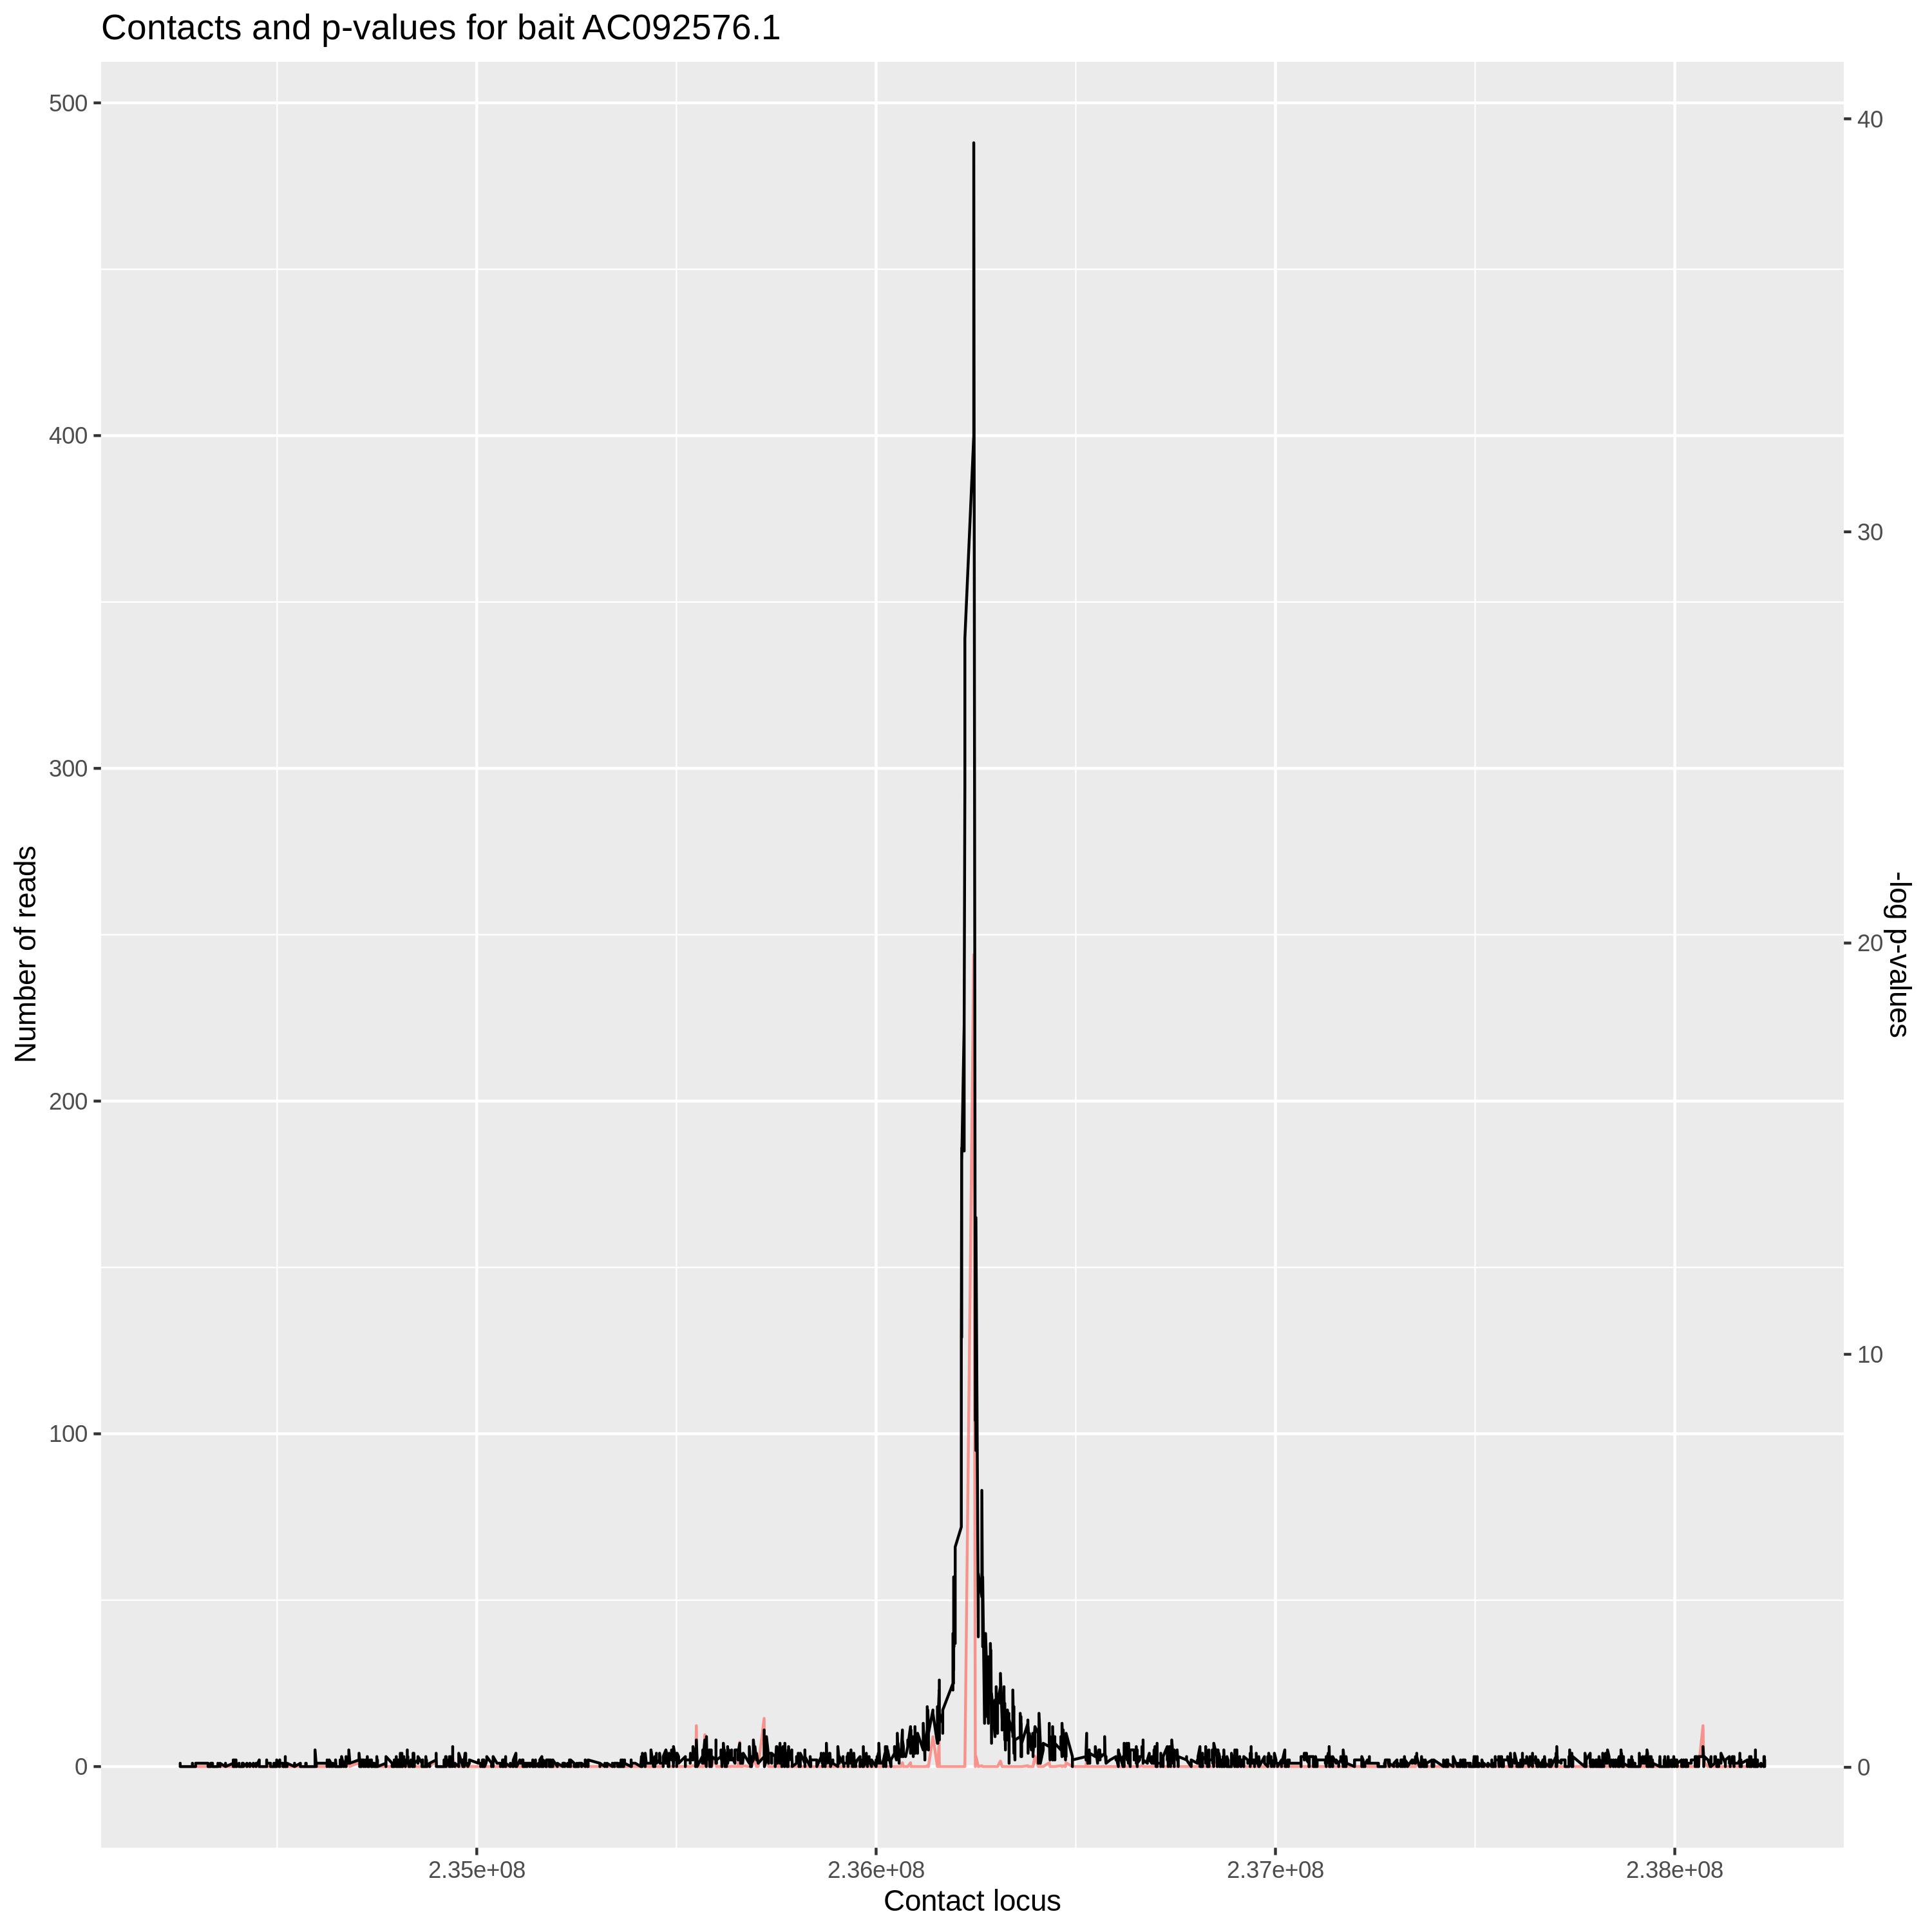 Contacts and p-values for bait AC092576.1
500
400
300
200
100
0
Number of reads
40
30
20
10
0
-log p-values
2.35e+08
2.36e+08
2.37e+08
2.38e+08
Contact locus